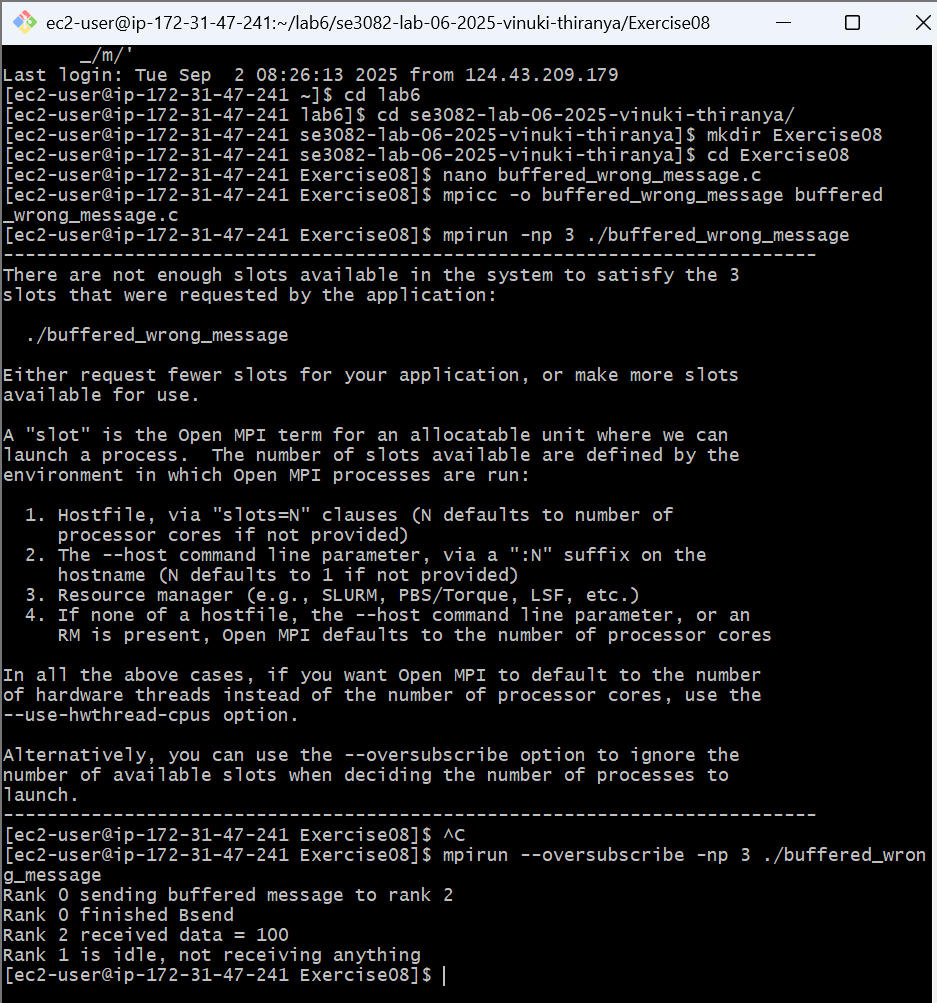 ec2-user@ip-172-31-47-241:~/lab6/se3082-lab-06-2025-vinuki-thiranya/Exercise08
_/m/'
Last login: Tue Sep  2 08:26:13 2025 from 124.43.209.179
[ec2-user@ip-172-31-47-241 ~]$ cd lab6
[ec2-user@ip-172-31-47-241 lab6]$ cd se3082-lab-06-2025-vinuki-thiranya/
[ec2-user@ip-172-31-47-241 se3082-lab-06-2025-vinuki-thiranya]$ mkdir Exercise08
[ec2-user@ip-172-31-47-241 se3082-lab-06-2025-vinuki-thiranya]$ cd Exercise08
[ec2-user@ip-172-31-47-241 Exercise08]$ nano buffered_wrong_message.c
[ec2-user@ip-172-31-47-241 Exercise08]$ mpicc -o buffered_wrong_message buffered
_wrong_message.c
[ec2-user@ip-172-31-47-241 Exercise08]$ mpirun -np 3 ./buffered_wrong_message
--------------------------------------------------------------------------
There are not enough slots available in the system to satisfy the 3
slots that were requested by the application:
./buffered_wrong_message
Either request fewer slots for your application, or make more slots
available for use.
A "slot" is the Open MPI term for an allocatable unit where we can
launch a process.  The number of slots available are defined by the
environment in which Open MPI processes are run:
1. Hostfile, via "slots=N" clauses (N defaults to number of
processor cores if not provided)
2. The --host command line parameter, via a ":N" suffix on the
hostname (N defaults to 1 if not provided)
3. Resource manager (e.g., SLURM, PBS/Torque, LSF, etc.)
4. If none of a hostfile, the --host command line parameter, or an
RM is present, Open MPI defaults to the number of processor cores
In all the above cases, if you want Open MPI to default to the number
of hardware threads instead of the number of processor cores, use the
--use-hwthread-cpus option.
Alternatively, you can use the --oversubscribe option to ignore the
number of available slots when deciding the number of processes to
launch.
--------------------------------------------------------------------------
[ec2-user@ip-172-31-47-241 Exercise08]$ ^C
[ec2-user@ip-172-31-47-241 Exercise08]$ mpirun --oversubscribe -np 3 ./buffered_wron
g_message
Rank 0 sending buffered message to rank 2
Rank 0 finished Bsend
Rank 2 received data = 100
Rank 1 is idle, not receiving anything
[ec2-user@ip-172-31-47-241 Exercise08]$